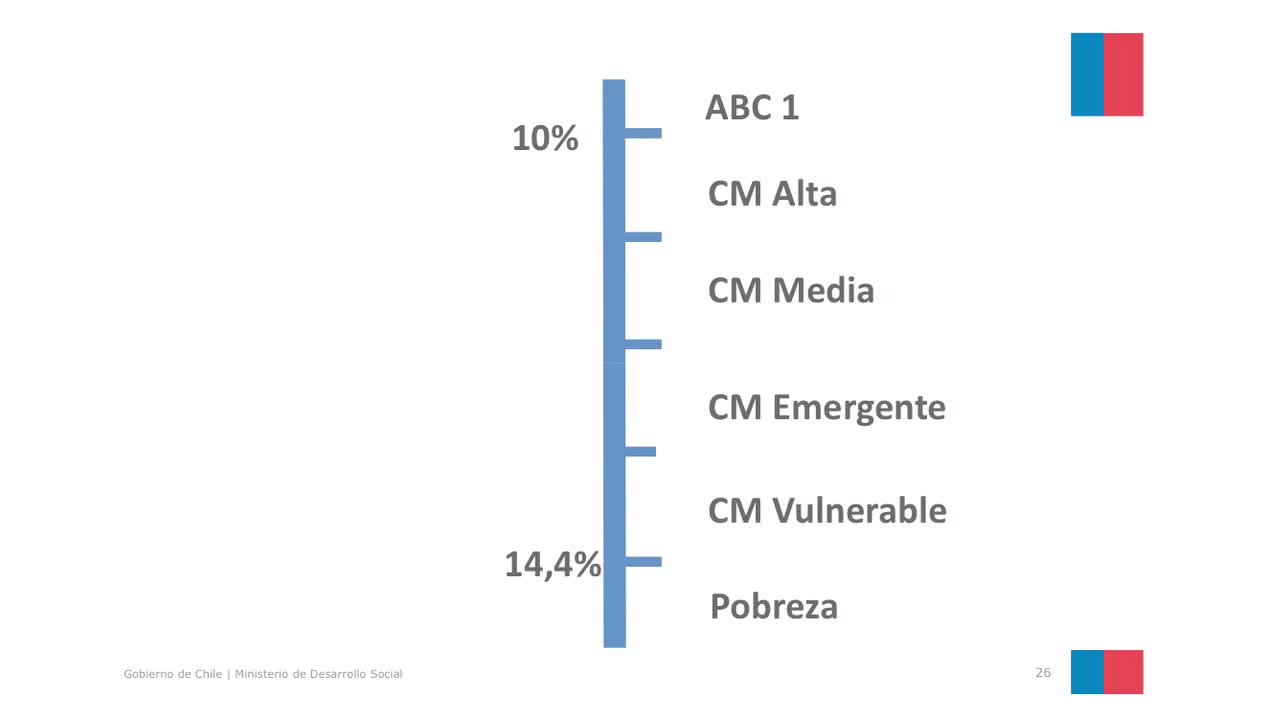 ABC 1
10%
CM Alta
CM Media
CM Emergente
CM Vulnerable
14,4%
Pobreza
Gobierno de Chile | Ministerio de Desarrollo Social
26